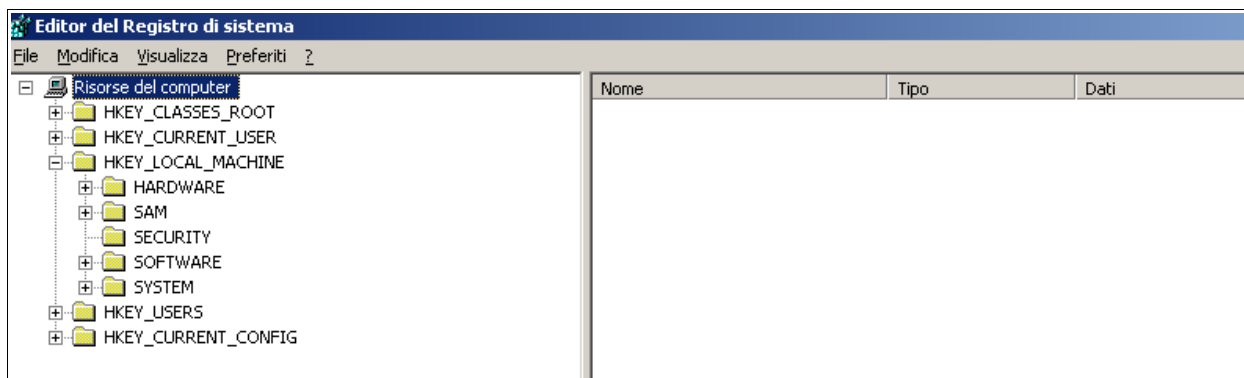 Editor del Registro di sistema
File Modifica Visualizza Preferiti ?
Risorse del computer
Nome Tipo Dati
HKEY_CLASSES_ROOT
HKEY_CURRENT_USER
HKEY_LOCAL_MACHINE
HARDWARE
SAM
SECURITY
SOFTWARE
SYSTEM
HKEY_USERS
HKEY_CURRENT_CONFIG